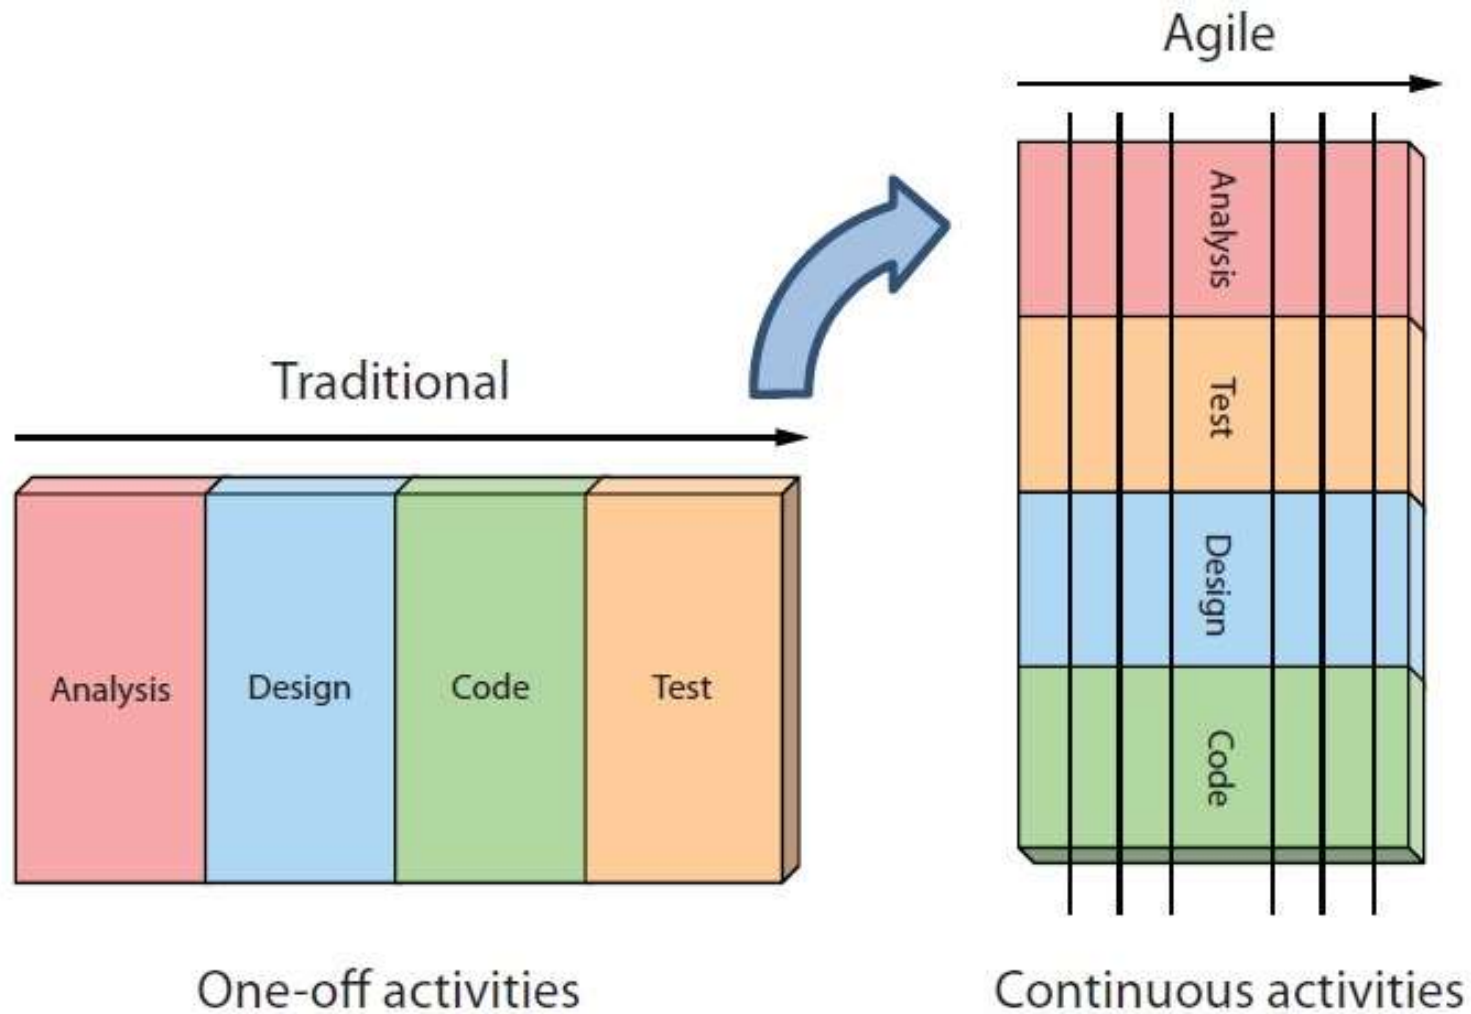 Agile
Analysis
Test
Design
Code
Traditional
Analysis Design Code Test
One-off activities
Continuous activities